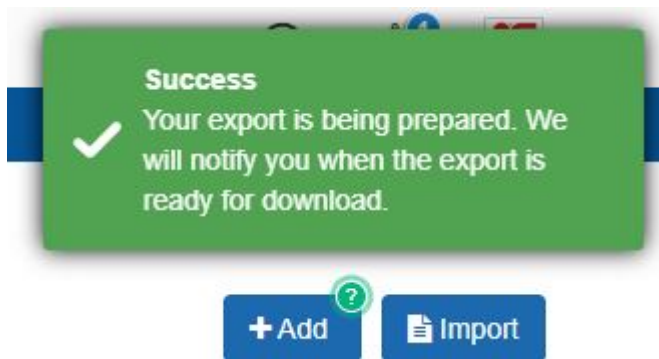 Success
Your export is being prepared. We
will notify you when the export is
ready for download.
?
+ Add
Import